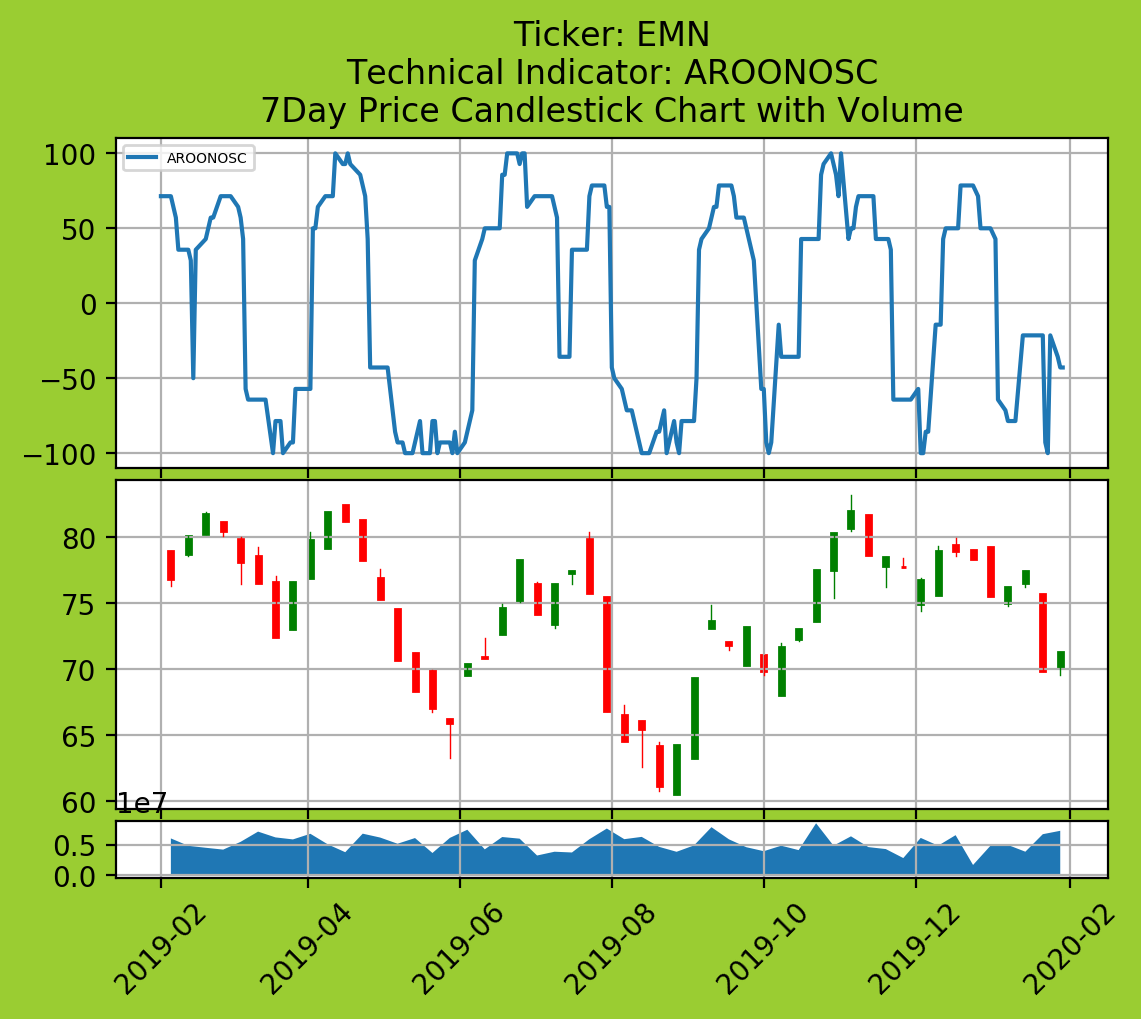 Ticker: EMN
Technical Indicator: AROONOSC
7Day Price Candlestick Chart with Volume
100
AROONOSC
50
0
−50
−100
80
75
70
65
60
1e7
0.5
0.0
2019-02 2019-04 2019-06 2019-08 2019-10 2019-12 2020-02